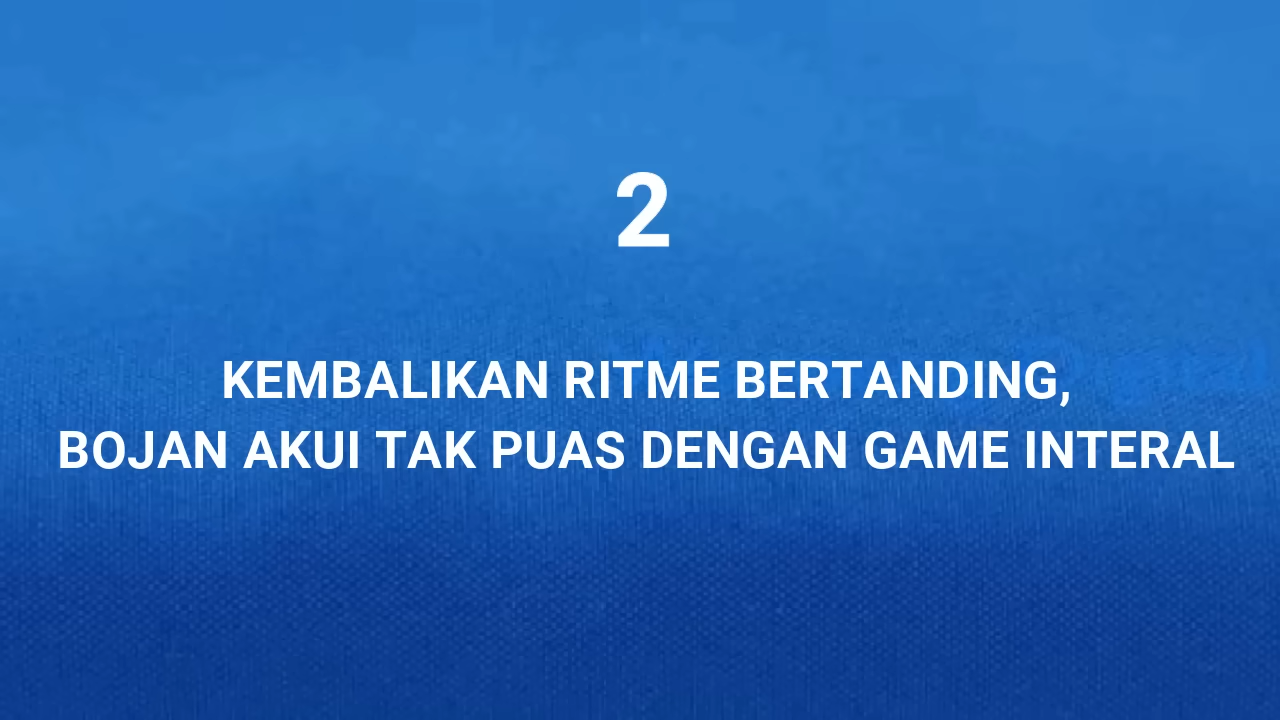 2
KEMBALIKAN RITME BERTANDING,
BOJAN AKUI TAK PUAS DENGAN GAME INTERAL